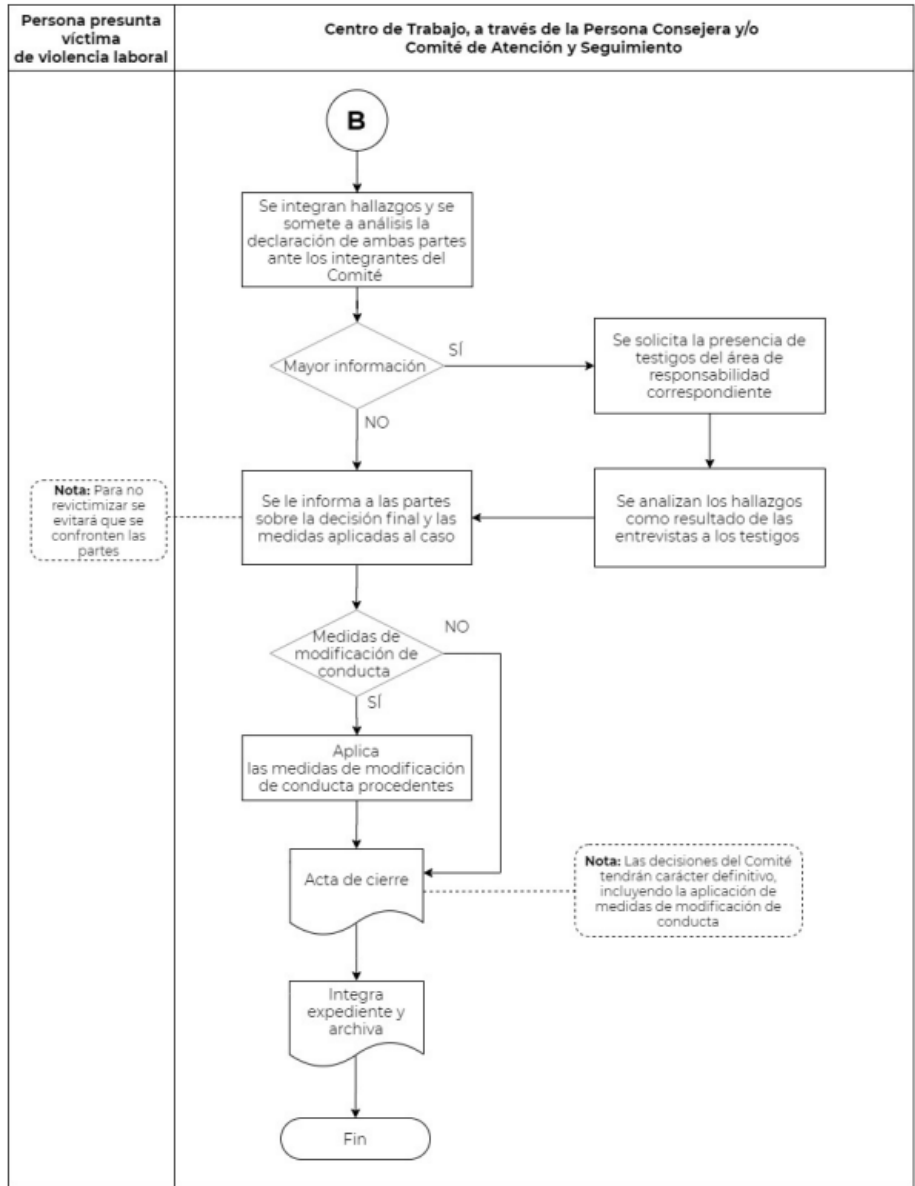 Persona presunta
víctima
de violencia laboral
Centro de Trabajo, a través de la Persona Consejera y/o
Comité de Atención y Seguimiento
B
Se integran hallazgos y se
somete a análisis la
declaración de ambas partes
ante los integrantes del
Comité
Mayor información
SÍ
Se solicita la presencia de
testigos del área de
responsabilidad
correspondiente
NO
Nota: Para no
revictimizar se
evitará que se
confronten las
partes
Se le informa a las partes
sobre la decisión final y las
medidas aplicadas al caso
Se analizan los hallazgos
como resultado de las
entrevistas a los testigos
Medidas de
modificación de
conducta
NO
SÍ
Aplica
las medidas de modificación
de conducta procedentes
Acta de cierre
Nota: Las decisiones del Comité
tendrán carácter definitivo,
incluyendo la aplicación de
medidas de modificación de
conducta
Integra
expediente y
archiva
Fin